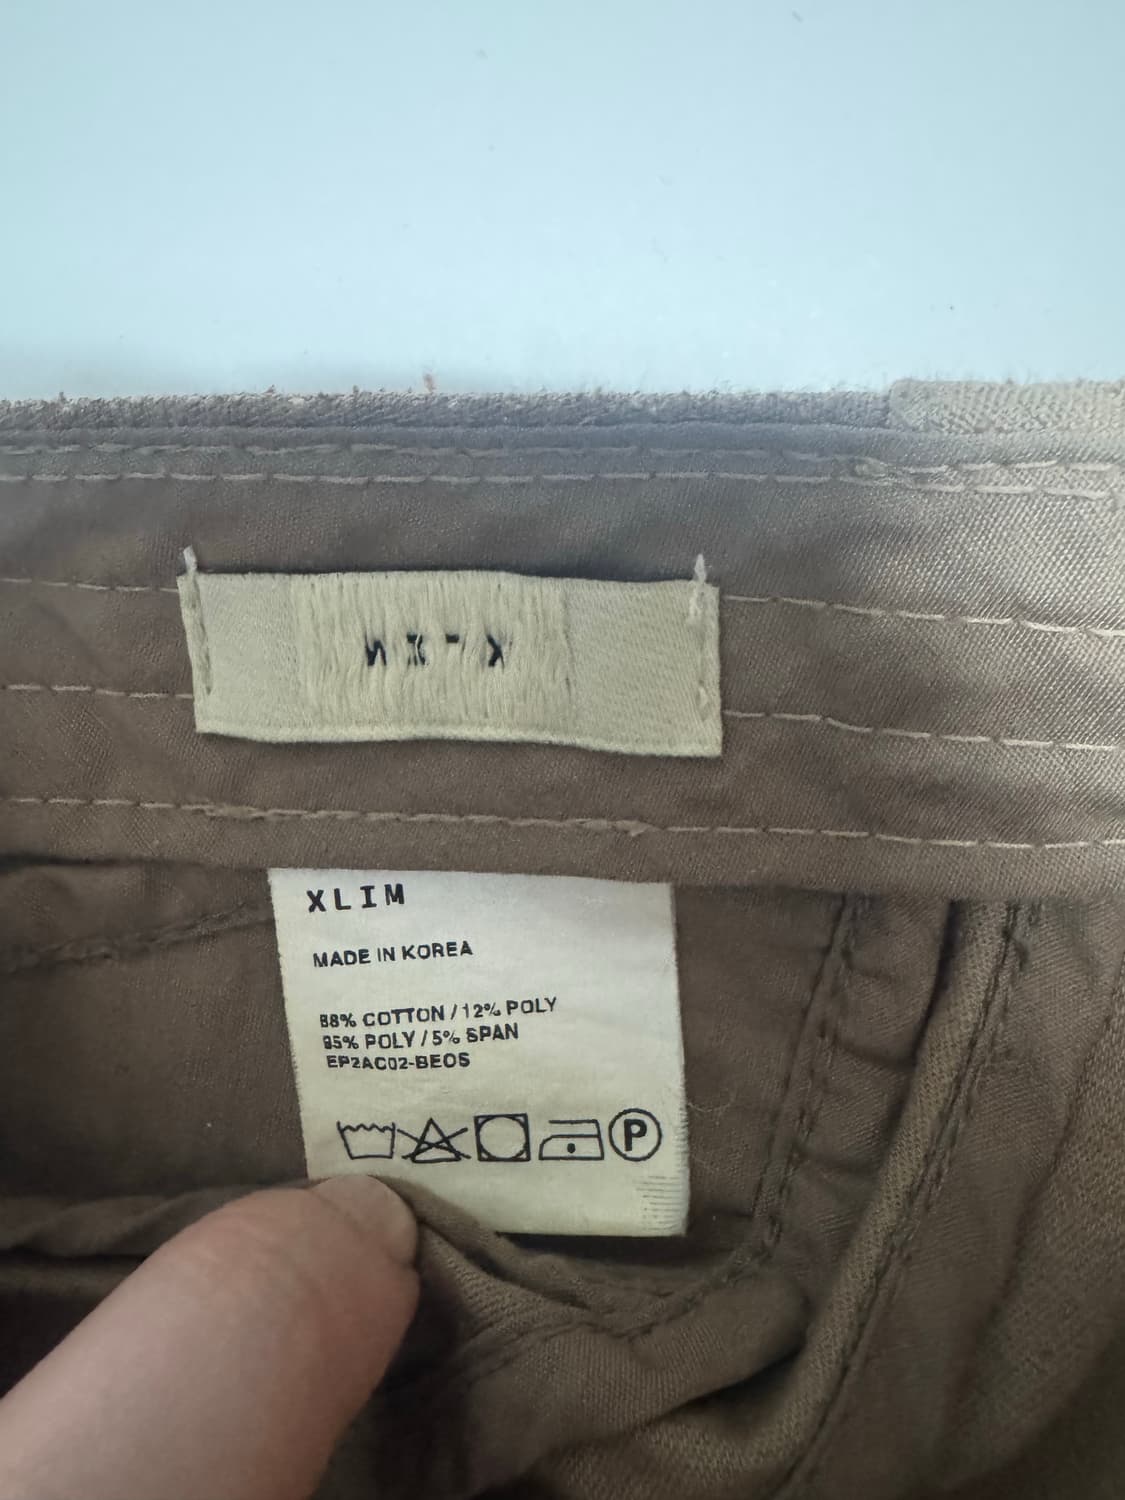 XLIM
MADE IN KOREA
88% COTTON / 12% POLY
95% POLY / 5% SPAN
EP2AC02-BEOS
P